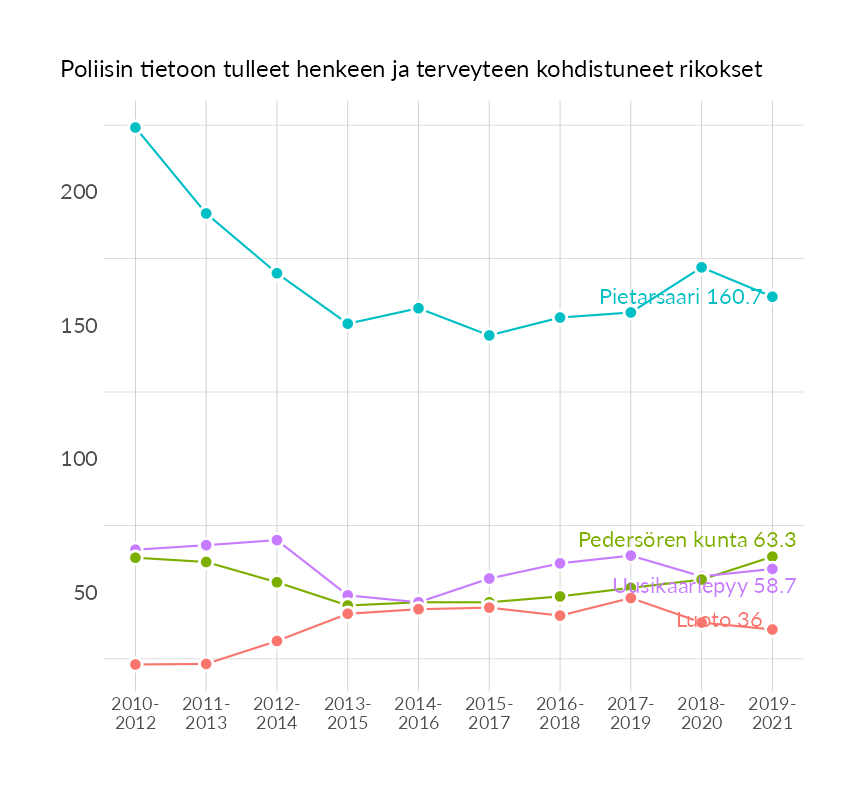 Poliisin tietoon tulleet henkeen ja terveyteen kohdistuneet rikokset
200
Pietarsaari 160.7
150
100
Pedersören kunta 63.3
Uusikaarlepyy 58.7
50
Luoto 36
2010- 2011- 2012- 2013- 2014- 2015- 2016- 2017- 2018- 2019-
2012 2013 2014 2015 2016 2017 2018 2019 2020 2021